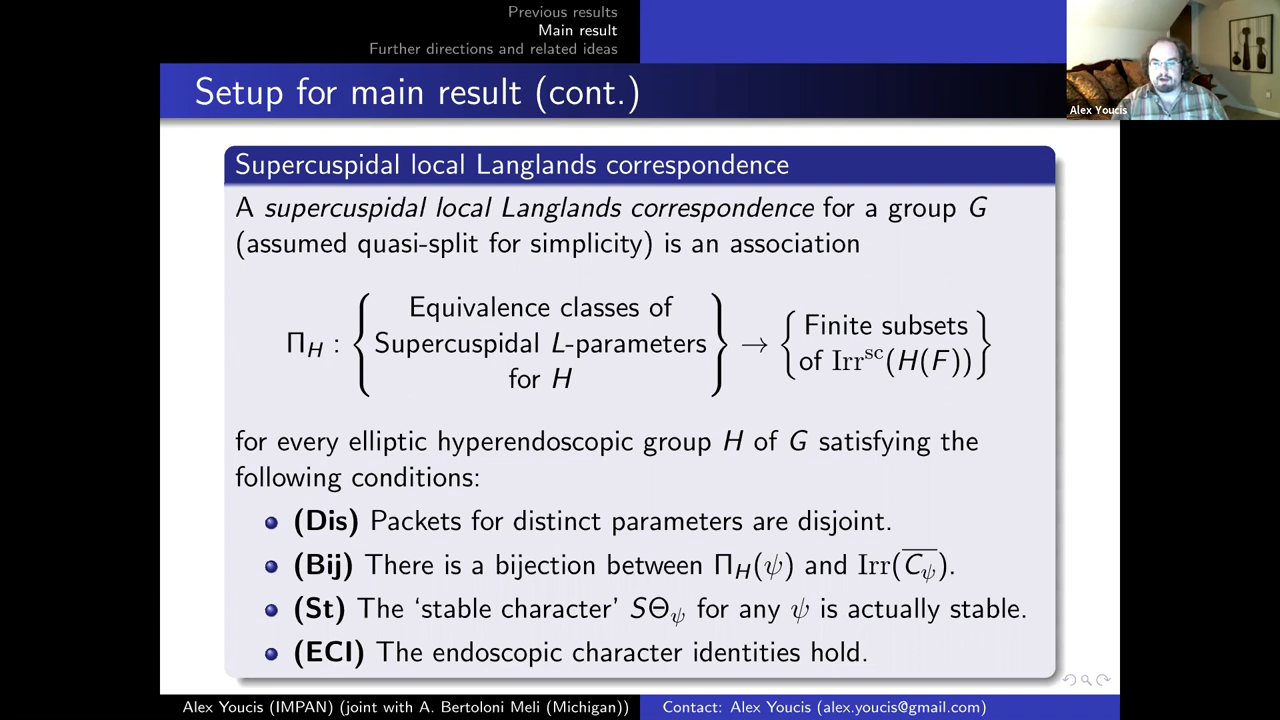 Previous results
Main result
Further directions and related ideas
Setup for main result (cont.)
Alex Youcis
Supercuspidal local Langlands correspondence
A supercuspidal local Langlands correspondence for a group G
(assumed quasi-split for simplicity) is an association
Π_H : { Equivalence classes of Supercuspidal L-parameters for H } → { Finite subsets of Irr^sc(H(F)) }
for every elliptic hyperendoscopic group H of G satisfying the
following conditions:
(Dis) Packets for distinct parameters are disjoint.
(Bij) There is a bijection between Π_H(ψ) and Irr(\overline{C_ψ}).
(St) The ‘stable character’ SΘ_ψ for any ψ is actually stable.
(ECI) The endoscopic character identities hold.
Alex Youcis (IMPAN) (joint with A. Bertoloni Meli (Michigan))
Contact: Alex Youcis (alex.youcis@gmail.com)